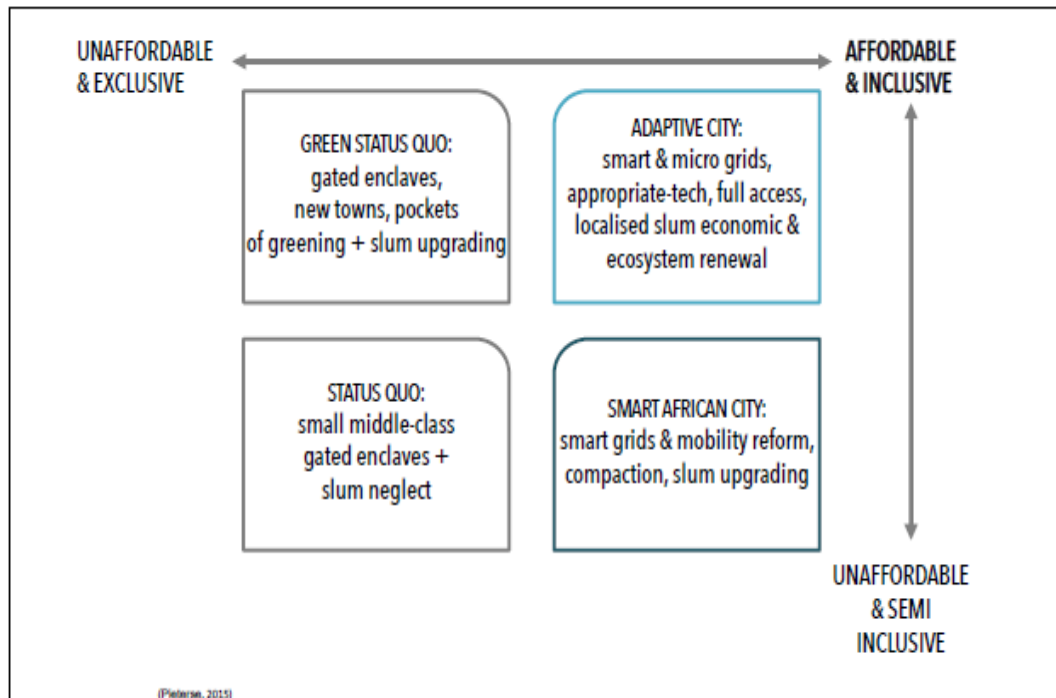 UNAFFORDABLE
& EXCLUSIVE
AFFORDABLE
& INCLUSIVE
GREEN STATUS QUO:
gated enclaves,
new towns, pockets
of greening + slum upgrading
ADAPTIVE CITY:
smart & micro grids,
appropriate-tech, full access,
localised slum economic &
ecosystem renewal
STATUS QUO:
small middle-class
gated enclaves +
slum neglect
SMART AFRICAN CITY:
smart grids & mobility reform,
compaction, slum upgrading
UNAFFORDABLE
& SEMI
INCLUSIVE
(Pieterse, 2015)